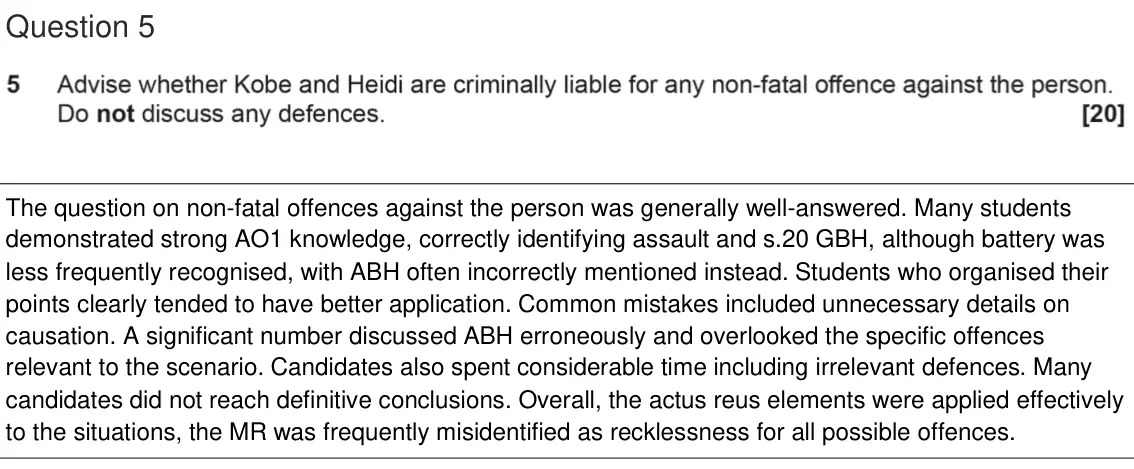 Question 5
5 Advise whether Kobe and Heidi are criminally liable for any non-fatal offence against the person.
Do not discuss any defences. [20]
The question on non-fatal offences against the person was generally well-answered. Many students
demonstrated strong AO1 knowledge, correctly identifying assault and s.20 GBH, although battery was
less frequently recognised, with ABH often incorrectly mentioned instead. Students who organised their
points clearly tended to have better application. Common mistakes included unnecessary details on
causation. A significant number discussed ABH erroneously and overlooked the specific offences
relevant to the scenario. Candidates also spent considerable time including irrelevant defences. Many
candidates did not reach definitive conclusions. Overall, the actus reus elements were applied effectively
to the situations, the MR was frequently misidentified as recklessness for all possible offences.